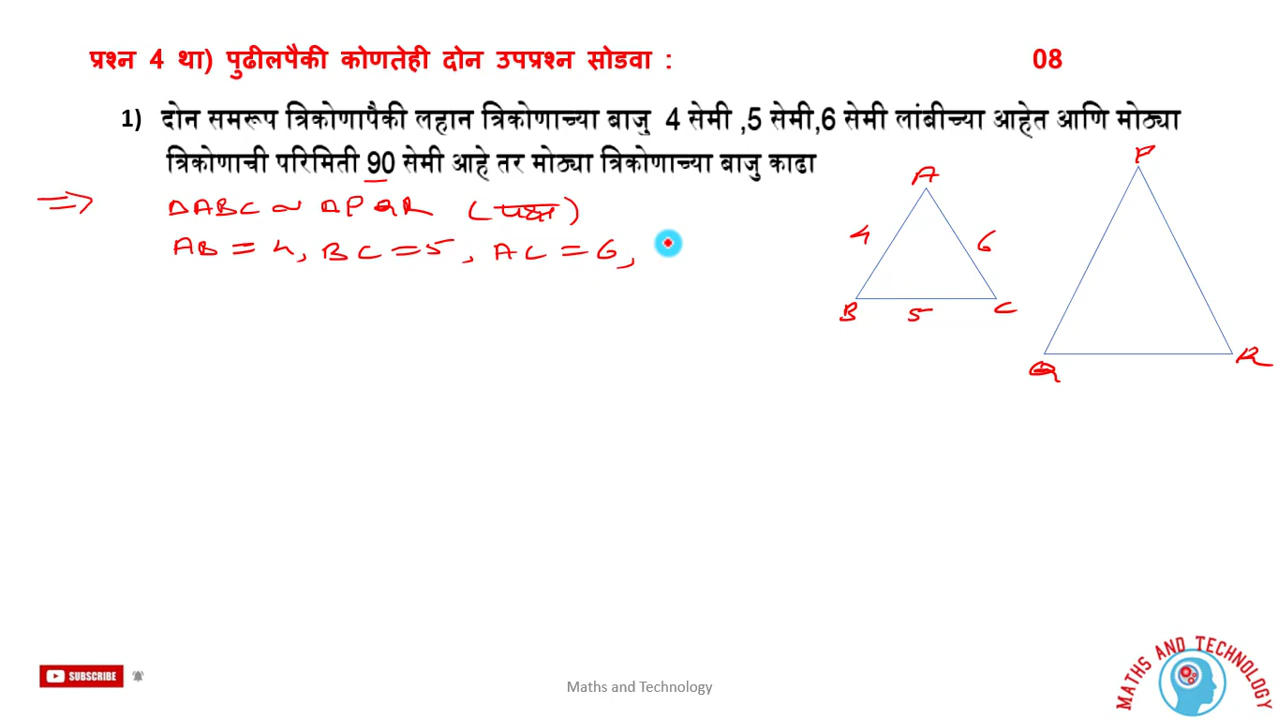 प्रश्न 4 था) पुढीलपैकी कोणतेही दोन उपप्रश्न सोडवा : 08
1) दोन समरूप त्रिकोणापैकी लहान त्रिकोणाच्या बाजु 4 सेमी ,5 सेमी,6 सेमी लांबीच्या आहेत आणि मोठ्या
त्रिकोणाची परिमिती 90 सेमी आहे तर मोठ्या त्रिकोणाच्या बाजु काढा
⇒ ΔABC ~ ΔPQR (पक्ष)
AB = 4, BC = 5, AC = 6,
A
4 6
B 5 C
P
Q R
SUBSCRIBE
Maths and Technology
MATHS AND TECHNOLOGY